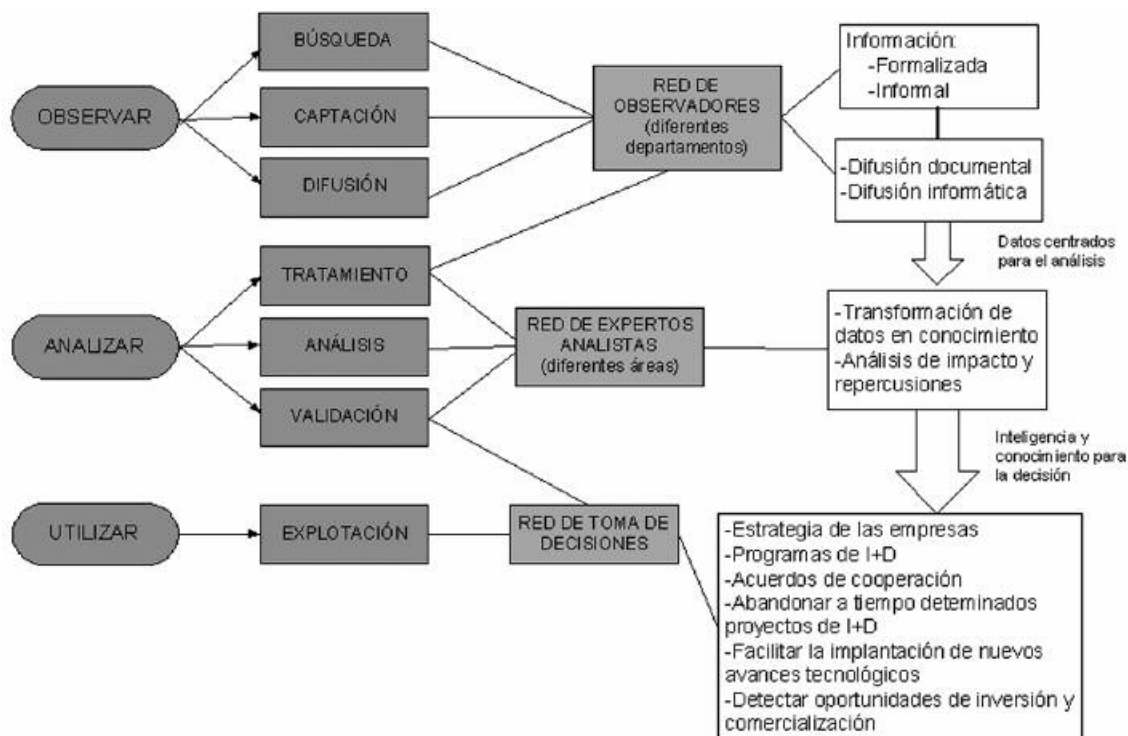 OBSERVAR
BÚSQUEDA
CAPTACIÓN
DIFUSIÓN
RED DE
OBSERVADORES
(diferentes
departamentos)
Información:
-Formalizada
-Informal
-Difusión documental
-Difusión informática
Datos centrados
para el análisis
ANALIZAR
TRATAMIENTO
ANÁLISIS
VALIDACIÓN
RED DE EXPERTOS
ANALISTAS
(diferentes áreas)
-Transformación de
datos en conocimiento
-Análisis de impacto y
repercusiones
Inteligencia y
conocimiento para
la decisión
UTILIZAR
EXPLOTACIÓN
RED DE TOMA DE
DECISIONES
-Estrategia de las empresas
-Programas de I+D
-Acuerdos de cooperación
-Abandonar a tiempo deteminados
proyectos de I+D
-Facilitar la implantación de nuevos
avances tecnológicos
-Detectar oportunidades de inversión y
comercialización